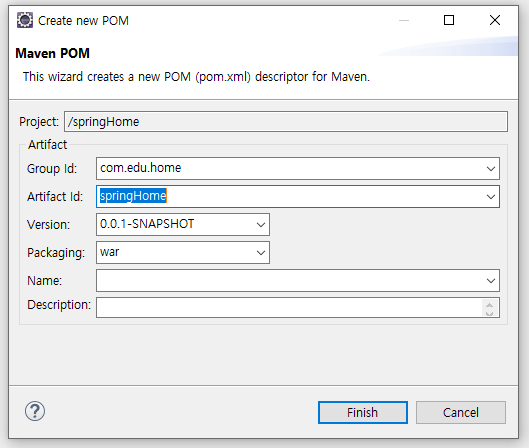 Create new POM
Maven POM
This wizard creates a new POM (pom.xml) descriptor for Maven.
Project: /springHome
Artifact
Group Id: com.edu.home
Artifact Id: springHome
Version: 0.0.1-SNAPSHOT
Packaging: war
Name:
Description:
? Finish Cancel